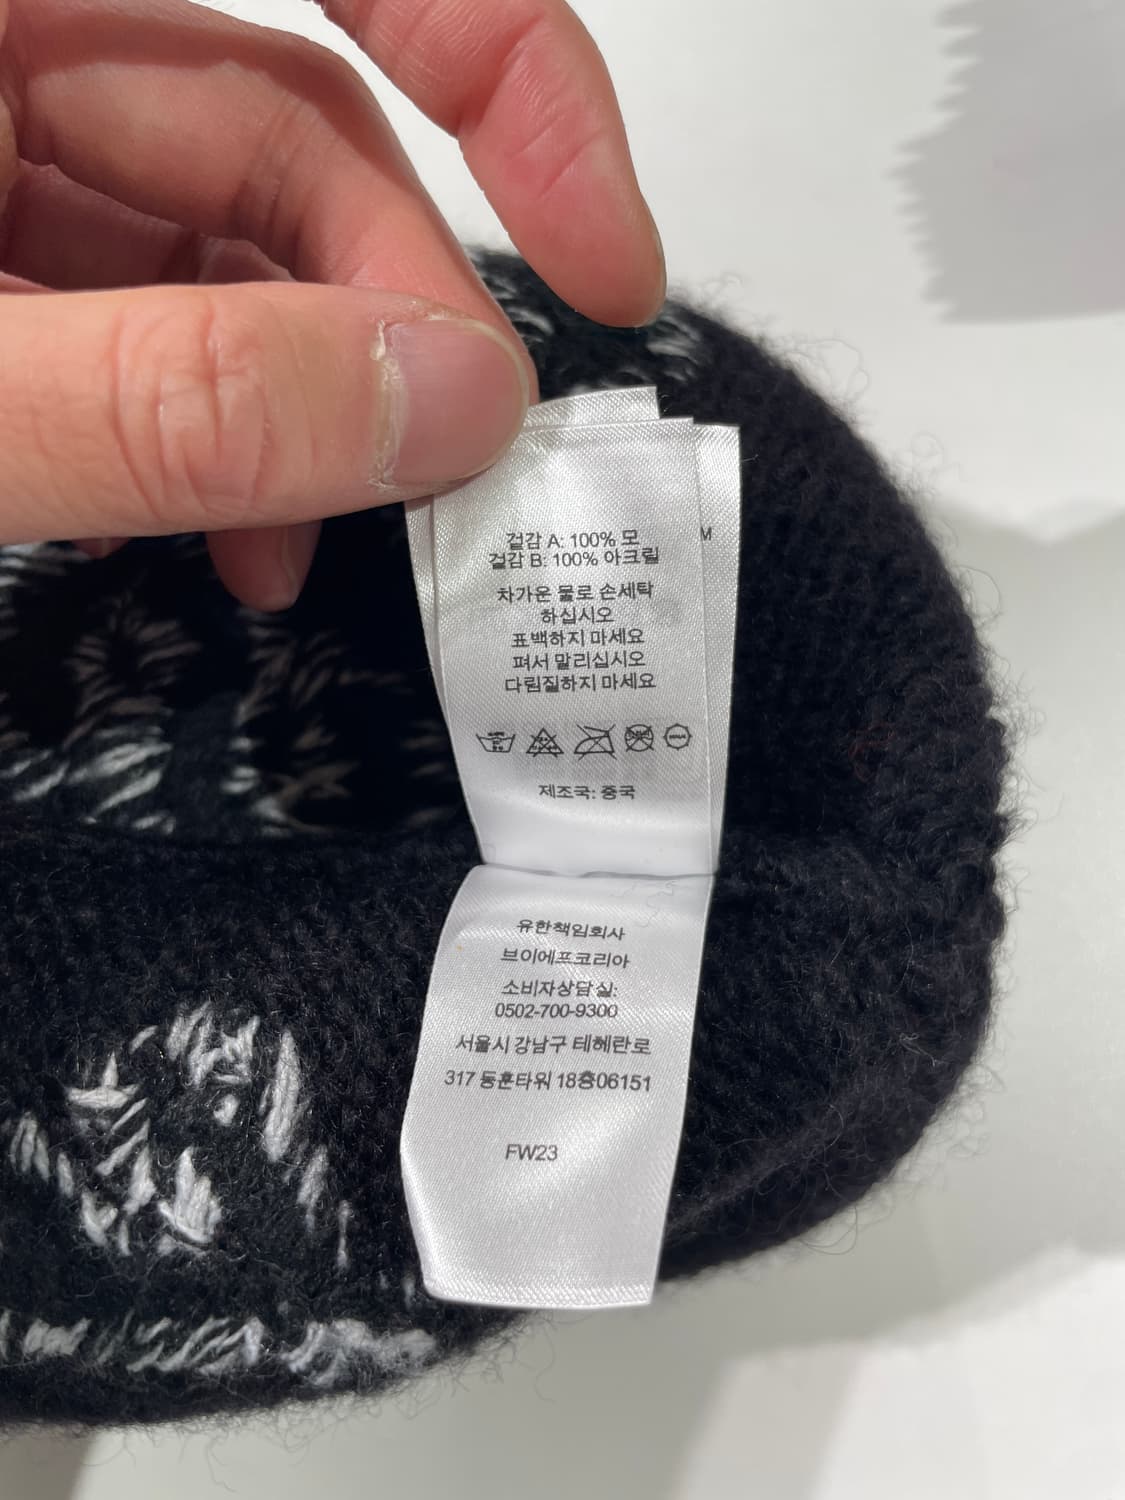 겉감 A: 100% 모
겉감 B: 100% 아크릴
차가운 물로 손세탁
하십시오
표백하지 마세요
펴서 말리십시오
다림질하지 마세요
제조국: 중국
M
유한책임회사
브이에프코리아
소비자상담실:
0502-700-9300
서울시 강남구 테헤란로
317 동훈타워 18층06151
FW23